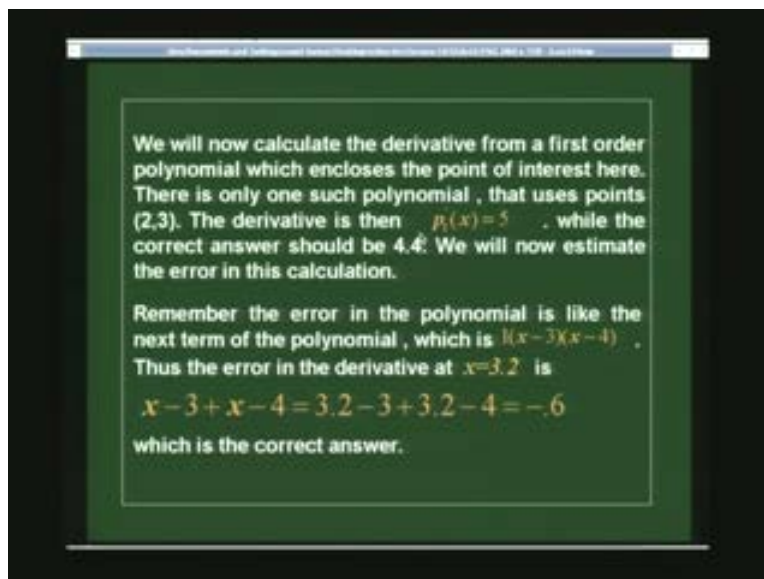 We will now calculate the derivative from a first order
polynomial which encloses the point of interest here.
There is only one such polynomial , that uses points
(2,3). The derivative is then p₁(x)=5 . while the
correct answer should be 4.4. We will now estimate
the error in this calculation.
Remember the error in the polynomial is like the
next term of the polynomial , which is 1(x−3)(x−4) .
Thus the error in the derivative at x=3.2 is
x−3+x−4=3.2−3+3.2−4=−.6
which is the correct answer.